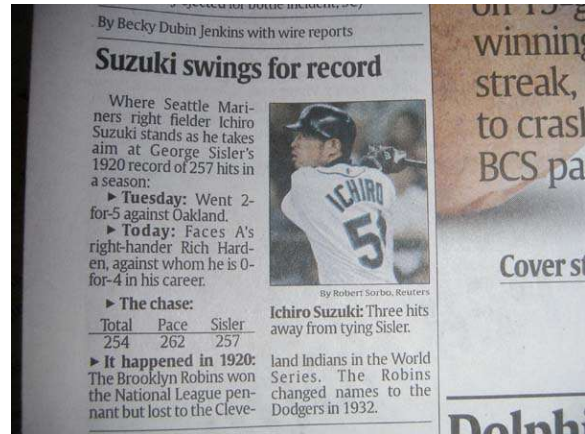 By Becky Dubin Jenkins with wire reports
Suzuki swings for record
Where Seattle Mari-
ners right fielder Ichiro
Suzuki stands as he takes
aim at George Sisler's
1920 record of 257 hits in
a season:
► Tuesday: Went 2-
for-5 against Oakland.
► Today: Faces A's
right-hander Rich Hard-
en, against whom he is 0-
for-4 in his career.
► The chase:
Total Pace Sisler
254 262 257
► It happened in 1920:
The Brooklyn Robins won
the National League pen-
nant but lost to the Cleve-
ICHIRO
51
By Robert Sorbo, Reuters
Ichiro Suzuki: Three hits
away from tying Sisler.
land Indians in the World
Series. The Robins
changed names to the
Dodgers in 1932.
winning
streak,
to crash
BCS pa
Cover st
Dolph